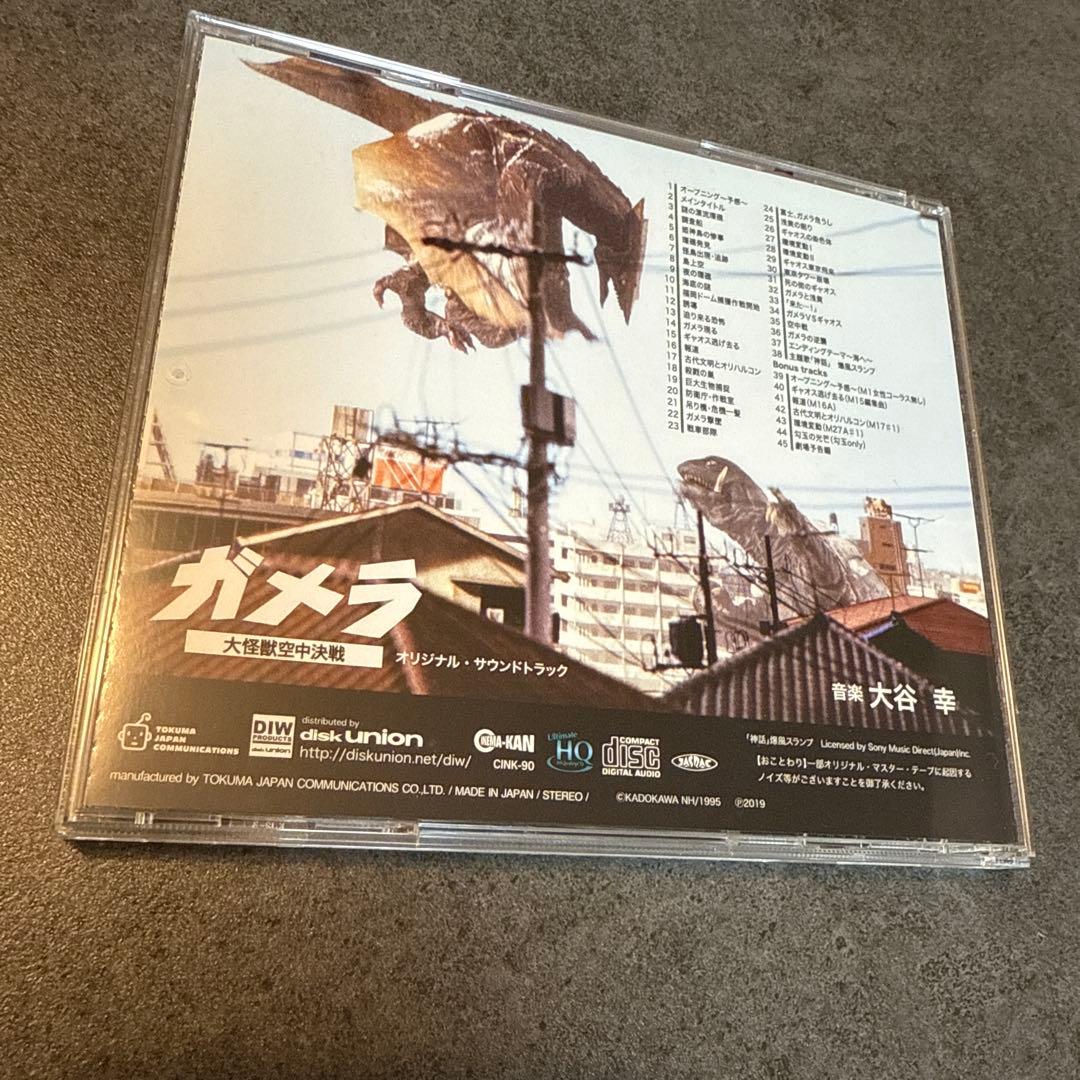 1 オープニング〜予感〜
2 メインタイトル
3 謎の漂流環礁
4 調査船
5 姫神島の惨事
6 環礁発見
7 怪鳥出現・追跡
8 島上空
9 夜の環礁
10 海底の謎
11 福岡ドーム捕獲作戦開始
12 誘導
13 迫り来る恐怖
14 ガメラ現る
15 ギャオス逃げ去る
16 報道
17 古代文明とオリハルコン
18 殺戮の巣
19 巨大生物捕捉
20 防衛庁・作戦室
21 吊り橋・危機一髪
22 ガメラ撃墜
23 戦車部隊
24 富士、ガメラ危うし
25 浅黄の眠り
26 ギャオスの染色体
27 環境変動Ⅰ
28 環境変動Ⅱ
29 ギャオス東京飛来
30 東京タワー崩壊
31 死の街のギャオス
32 ガメラと浅黄
33 「来た…!」
34 ガメラVSギャオス
35 空中戦
36 ガメラの逆襲
37 エンディングテーマ〜海へ〜
38 主題歌「神話」 爆風スランプ
Bonus tracks
39 オープニング〜予感〜(M1女性コーラス無し)
40 ギャオス逃げ去る(M15編集曲)
41 報道(M16A)
42 古代文明とオリハルコン(M17♯1)
43 環境変動(M27A♯1)
44 勾玉の光芒(勾玉only)
45 劇場予告編
ガメラ
大怪獣空中決戦
オリジナル・サウンドトラック
音楽 大谷 幸
TOKUMA
JAPAN
COMMUNICATIONS
DIW
PRODUCTS
disk union
distributed by
disk union
http://diskunion.net/diw/
CINEMA-KAN
CINK-90
Ultimate
HQ
COMPACT
disc
DIGITAL AUDIO
JASRAC
「神話」爆風スランプ Licensed by Sony Music Direct(Japan)Inc.
【おことわり】一部オリジナル・マスター・テープに起因する
ノイズ等がございますことを御了承ください。
manufactured by TOKUMA JAPAN COMMUNICATIONS CO.,LTD. / MADE IN JAPAN / STEREO /
©KADOKAWA NH/1995 ℗2019